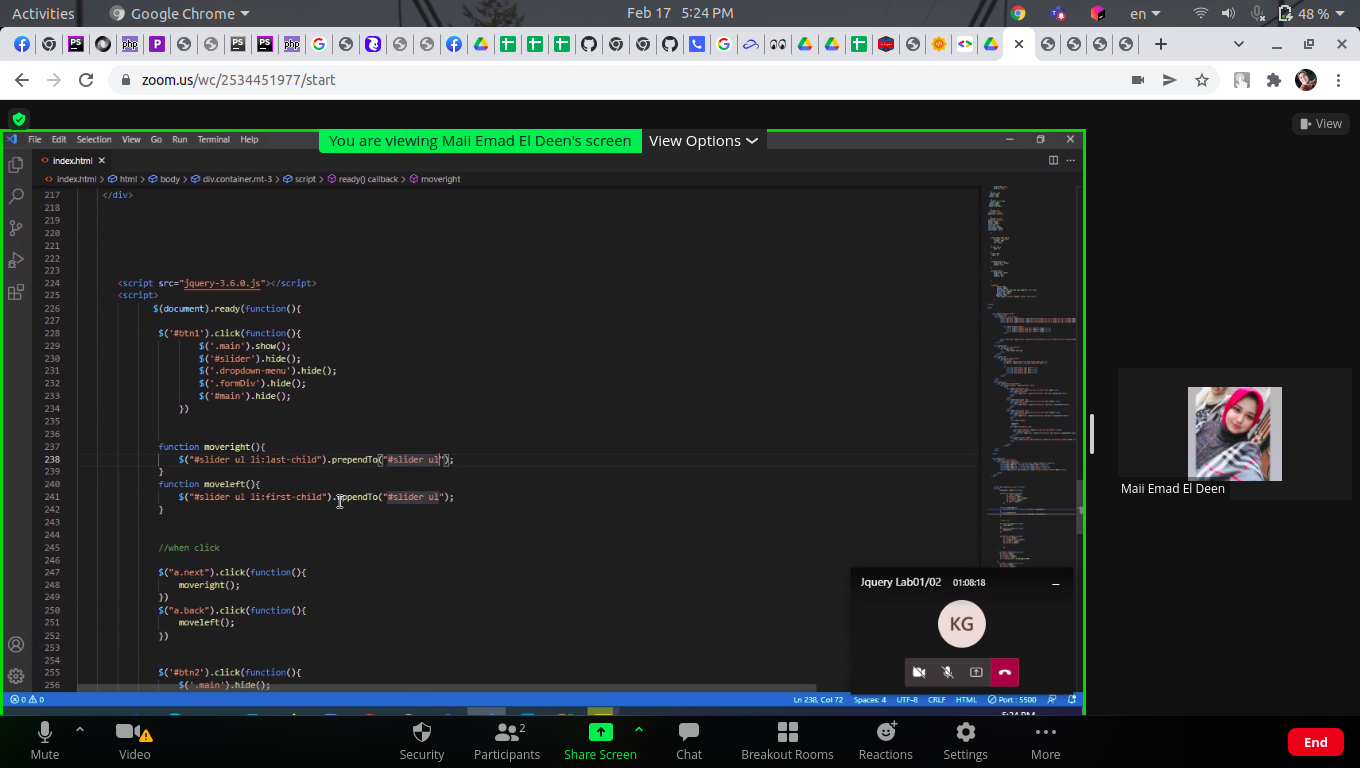 Activities
Google Chrome
Feb 17 5:24 PM
en
48 %
zoom.us/wc/2534451977/start
View
File Edit Selection View Go Run Terminal Help
You are viewing Maii Emad El Deen's screen
View Options
index.html
index.html > html > body > div.container.mt-3 > script > ready() callback > moveright
217 </div>
218
219
220
221
222
223
224 <script src="jquery-3.6.0.js"></script>
225 <script>
226 $(document).ready(function(){
227
228 $('#btn1').click(function(){
229 $('.main').show();
230 $('#slider').hide();
231 $('.dropdown-menu').hide();
232 $('.formDiv').hide();
233 $('#main').hide();
234 })
235
236
237 function moveright(){
238 $("#slider ul li:last-child").prependTo("#slider ul");
239 }
240 function moveleft(){
241 $("#slider ul li:first-child").appendTo("#slider ul");
242 }
243
244
245 //when click
246
247 $("a.next").click(function(){
248 moveright();
249 })
250 $("a.back").click(function(){
251 moveleft();
252 })
253
254
255 $('#btn2').click(function(){
256 $('.main').hide();
Jquery Lab01/02 01:08:18
KG
0 0
Ln 238, Col 72 Spaces: 4 UTF-8 CRLF HTML Port : 5500
5:24 PM
Maii Emad El Deen
Mute
Video
Security
Participants 2
Share Screen
Chat
Breakout Rooms
Reactions
Settings
More
End